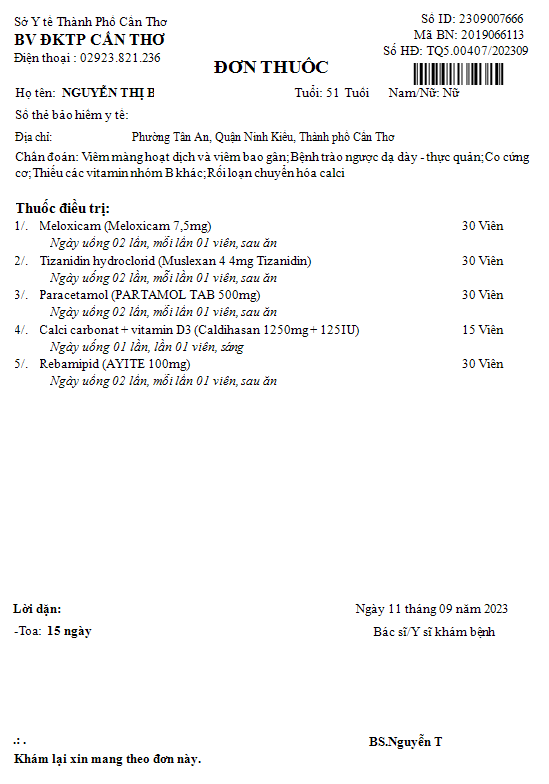 Sở Y tế Thành Phố Cần Thơ
Số ID: 2309007666
BV ĐKTP CẦN THƠ
Mã BN: 2019066113
Điện thoại : 02923.821.236
Số HĐ: TQ5.00407/202309
ĐƠN THUỐC
Họ tên: NGUYỄN THỊ B
Tuổi: 51 Tuổi Nam/Nữ: Nữ
Số thẻ bảo hiểm y tế:
Địa chỉ: Phường Tân An, Quận Ninh Kiều, Thành phố Cần Thơ
Chẩn đoán: Viêm màng hoạt dịch và viêm bao gân;Bệnh trào ngược dạ dày - thực quản;Co cứng
cơ;Thiếu các vitamin nhóm B khác;Rối loạn chuyển hóa calci
Thuốc điều trị:
1/. Meloxicam (Meloxicam 7,5mg) 30 Viên
Ngày uống 02 lần, mỗi lần 01 viên, sau ăn
2/. Tizanidin hydroclorid (Muslexan 4 4mg Tizanidin) 30 Viên
Ngày uống 02 lần, mỗi lần 01 viên, sau ăn
3/. Paracetamol (PARTAMOL TAB 500mg) 30 Viên
Ngày uống 02 lần, mỗi lần 01 viên, sau ăn
4/. Calci carbonat + vitamin D3 (Caldihasan 1250mg + 125IU) 15 Viên
Ngày uống 01 lần, lần 01 viên, sáng
5/. Rebamipid (AYITE 100mg) 30 Viên
Ngày uống 02 lần, mỗi lần 01 viên, sau ăn
Lời dặn:
Ngày 11 tháng 09 năm 2023
-Toa: 15 ngày
Bác sĩ/Y sĩ khám bệnh
.: .
BS.Nguyễn T
Khám lại xin mang theo đơn này.